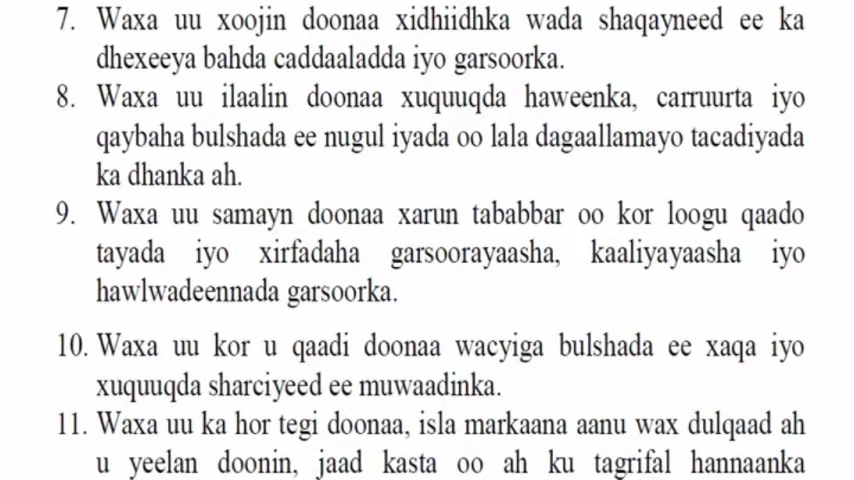 7. Waxa uu xoojin doonaa xidhiidhka wada shaqayneed ee ka
dhexeeya bahda caddaaladda iyo garsoorka.
8. Waxa uu ilaalin doonaa xuquuqda haweenka, carruurta iyo
qaybaha bulshada ee nugul iyada oo lala dagaallamayo tacadiyada
ka dhanka ah.
9. Waxa uu samayn doonaa xarun tababbar oo kor loogu qaado
tayada iyo xirfadaha garsoorayaasha, kaaliyayaasha iyo
hawlwadeennada garsoorka.
10. Waxa uu kor u qaadi doonaa wacyiga bulshada ee xaqa iyo
xuquuqda sharciyeed ee muwaadinka.
11. Waxa uu ka hor tegi doonaa, isla markaana aanu wax dulqaad ah
u yeelan doonin, jaad kasta oo ah ku tagrifal hannaanka